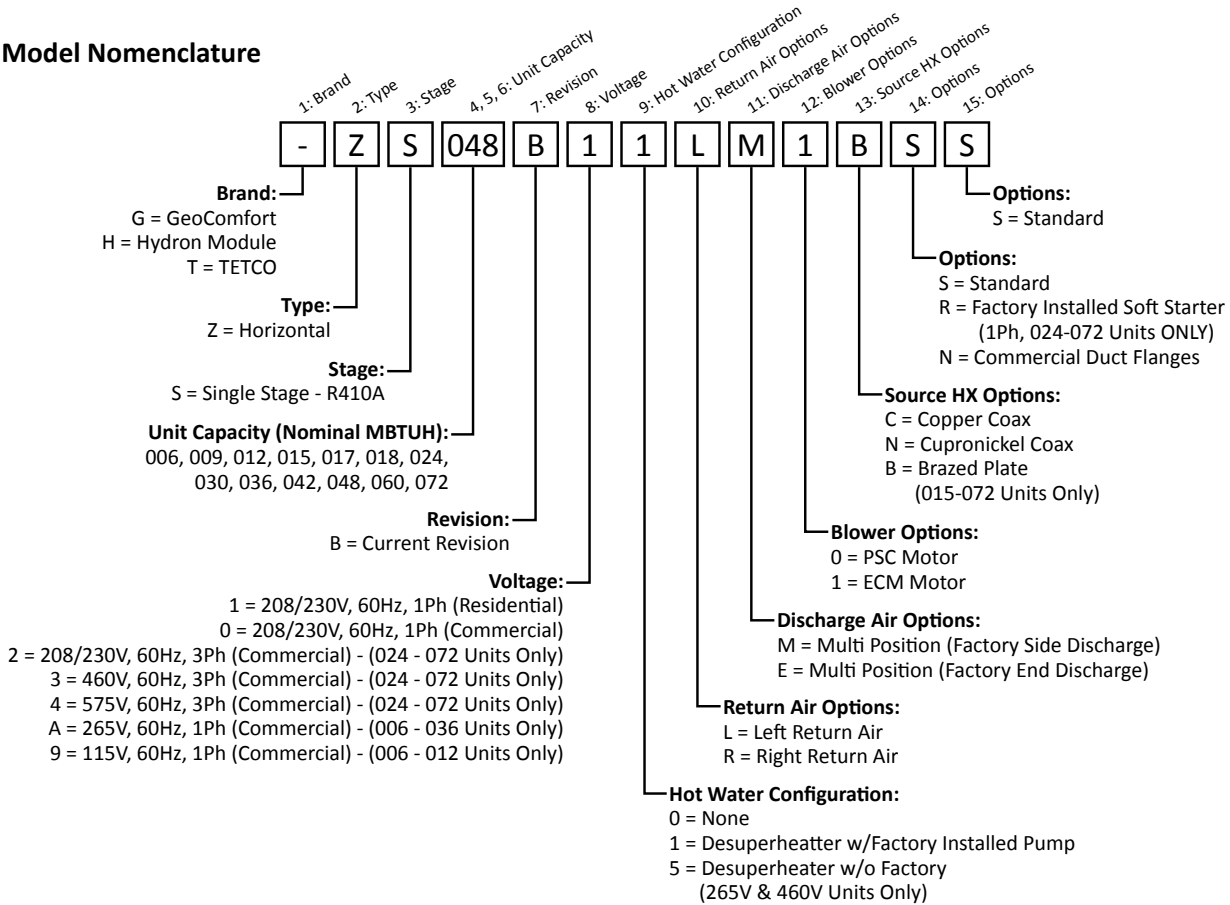 Model Nomenclature
1: Brand
2: Type
3: Stage
4, 5, 6: Unit Capacity
7: Revision
8: Voltage
9: Hot Water Configuration
10: Return Air Options
11: Discharge Air Options
12: Blower Options
13: Source HX Options
14: Options
15: Options
- Z S 048 B 1 1 L M 1 B S S
Brand:
G = GeoComfort
H = Hydron Module
T = TETCO
Type:
Z = Horizontal
Stage:
S = Single Stage - R410A
Unit Capacity (Nominal MBTUH):
006, 009, 012, 015, 017, 018, 024,
030, 036, 042, 048, 060, 072
Revision:
B = Current Revision
Voltage:
1 = 208/230V, 60Hz, 1Ph (Residential)
0 = 208/230V, 60Hz, 1Ph (Commercial)
2 = 208/230V, 60Hz, 3Ph (Commercial) - (024 - 072 Units Only)
3 = 460V, 60Hz, 3Ph (Commercial) - (024 - 072 Units Only)
4 = 575V, 60Hz, 3Ph (Commercial) - (024 - 072 Units Only)
A = 265V, 60Hz, 1Ph (Commercial) - (006 - 036 Units Only)
9 = 115V, 60Hz, 1Ph (Commercial) - (006 - 012 Units Only)
Options:
S = Standard
Options:
S = Standard
R = Factory Installed Soft Starter
(1Ph, 024-072 Units ONLY)
N = Commercial Duct Flanges
Source HX Options:
C = Copper Coax
N = Cupronickel Coax
B = Brazed Plate
(015-072 Units Only)
Blower Options:
0 = PSC Motor
1 = ECM Motor
Discharge Air Options:
M = Multi Position (Factory Side Discharge)
E = Multi Position (Factory End Discharge)
Return Air Options:
L = Left Return Air
R = Right Return Air
Hot Water Configuration:
0 = None
1 = Desuperheatter w/Factory Installed Pump
5 = Desuperheater w/o Factory
(265V & 460V Units Only)